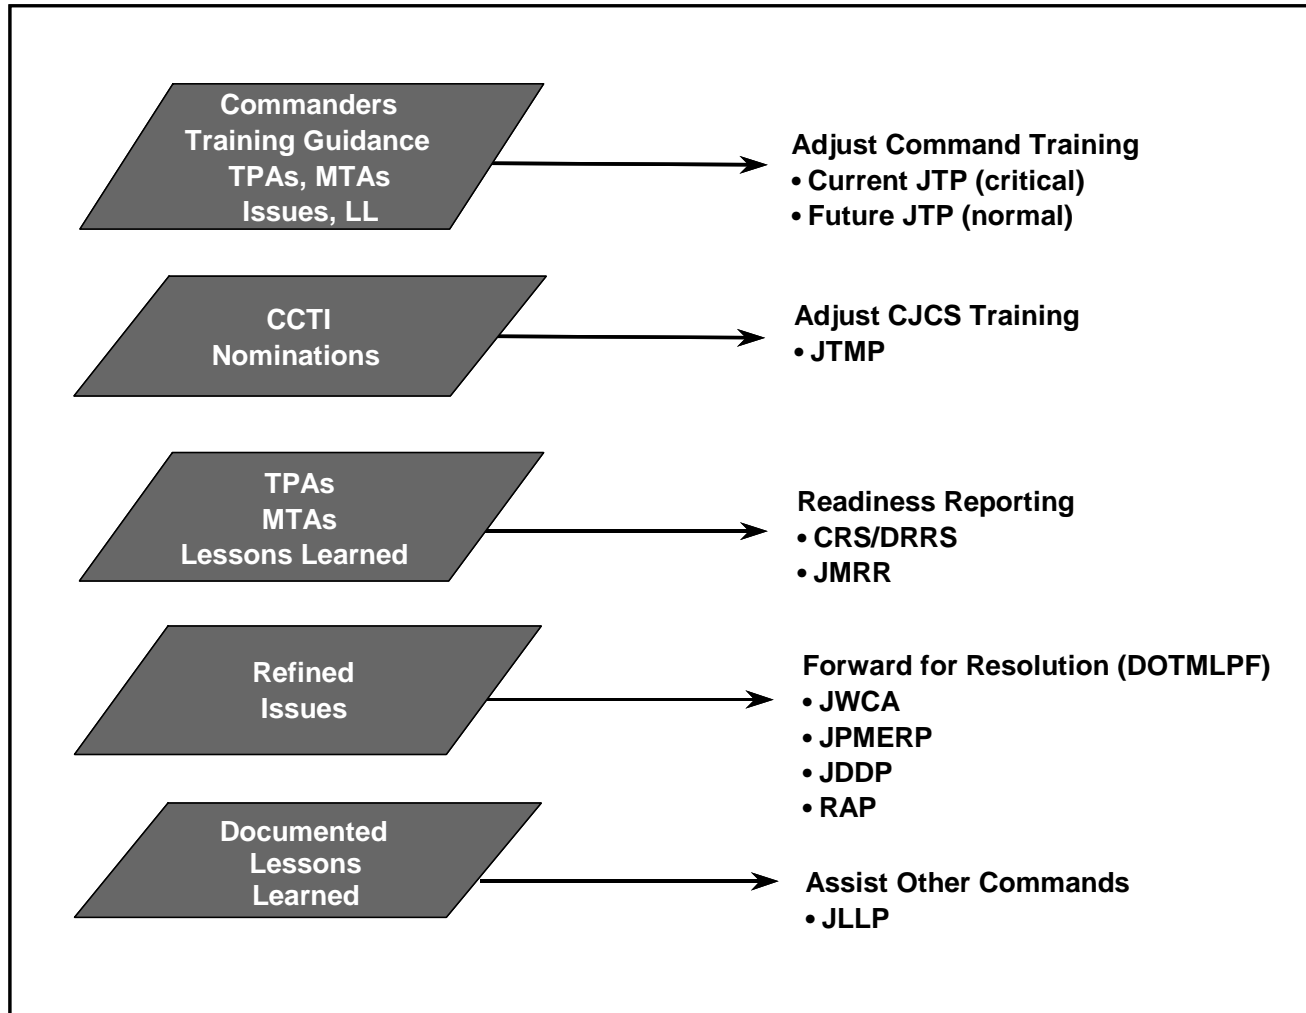 Commanders
Training Guidance
TPAs, MTAs
Issues, LL
Adjust Command Training
• Current JTP (critical)
• Future JTP (normal)
CCTI
Nominations
Adjust CJCS Training
• JTMP
TPAs
MTAs
Lessons Learned
Readiness Reporting
• CRS/DRRS
• JMRR
Refined
Issues
Forward for Resolution (DOTMLPF)
• JWCA
• JPMERP
• JDDP
• RAP
Documented
Lessons
Learned
Assist Other Commands
• JLLP